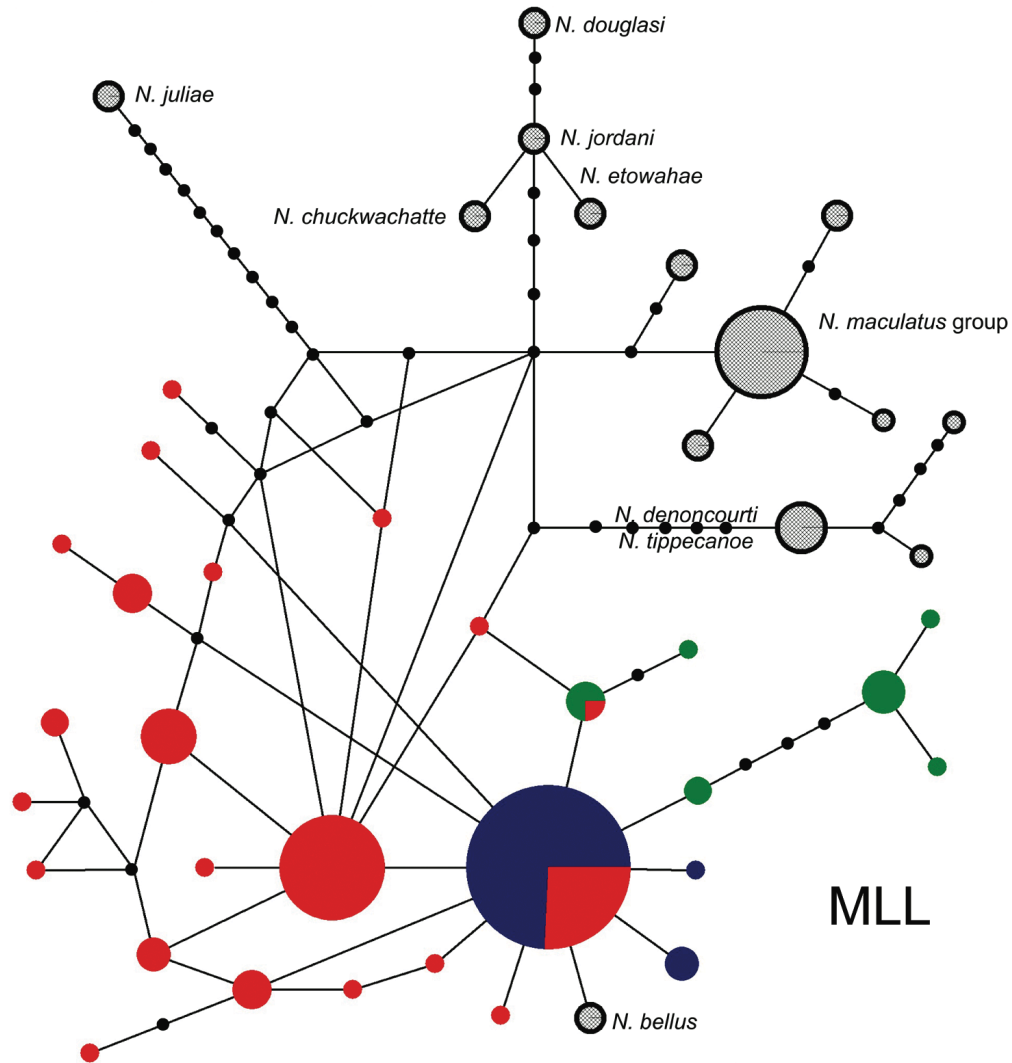 N. douglasi
N. juliae
N. jordani
N. etowahae
N. chuckwachatte
N. maculatus group
N. denoncourti
N. tippecanoe
MLL
N. bellus